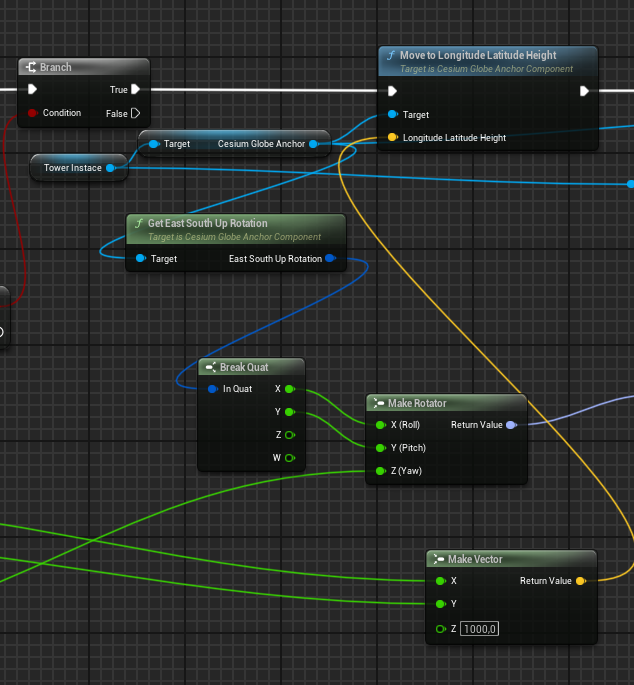 Branch
True
Condition
False
Move to Longitude Latitude Height
Target is Cesium Globe Anchor Component
Target
Longitude Latitude Height
Target
Cesium Globe Anchor
Tower Instace
Get East South Up Rotation
Target is Cesium Globe Anchor Component
Target
East South Up Rotation
Break Quat
In Quat
X
Y
Z
W
Make Rotator
X (Roll)
Return Value
Y (Pitch)
Z (Yaw)
Make Vector
X
Return Value
Y
Z 1000,0